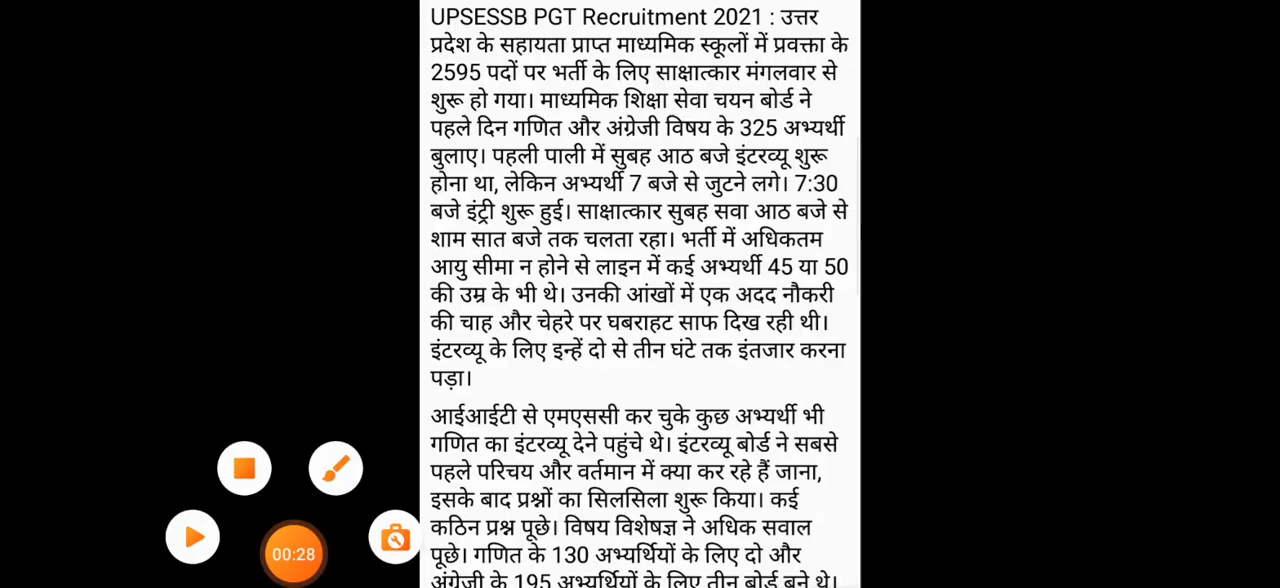 UPSESSB PGT Recruitment 2021 : उत्तर
प्रदेश के सहायता प्राप्त माध्यमिक स्कूलों में प्रवक्ता के
2595 पदों पर भर्ती के लिए साक्षात्कार मंगलवार से
शुरू हो गया। माध्यमिक शिक्षा सेवा चयन बोर्ड ने
पहले दिन गणित और अंग्रेजी विषय के 325 अभ्यर्थी
बुलाए। पहली पाली में सुबह आठ बजे इंटरव्यू शुरू
होना था, लेकिन अभ्यर्थी 7 बजे से जुटने लगे। 7:30
बजे इंट्री शुरू हुई। साक्षात्कार सुबह सवा आठ बजे से
शाम सात बजे तक चलता रहा। भर्ती में अधिकतम
आयु सीमा न होने से लाइन में कई अभ्यर्थी 45 या 50
की उम्र के भी थे। उनकी आंखों में एक अदद नौकरी
की चाह और चेहरे पर घबराहट साफ दिख रही थी।
इंटरव्यू के लिए इन्हें दो से तीन घंटे तक इंतजार करना
पड़ा।
आईआईटी से एमएससी कर चुके कुछ अभ्यर्थी भी
गणित का इंटरव्यू देने पहुंचे थे। इंटरव्यू बोर्ड ने सबसे
पहले परिचय और वर्तमान में क्या कर रहे हैं जाना,
इसके बाद प्रश्नों का सिलसिला शुरू किया। कई
कठिन प्रश्न पूछे। विषय विशेषज्ञ ने अधिक सवाल
पूछे। गणित के 130 अभ्यर्थियों के लिए दो और
अंग्रेजी के 195 अभ्यर्थियों के लिए तीन बोर्ड बने थे।
00:28